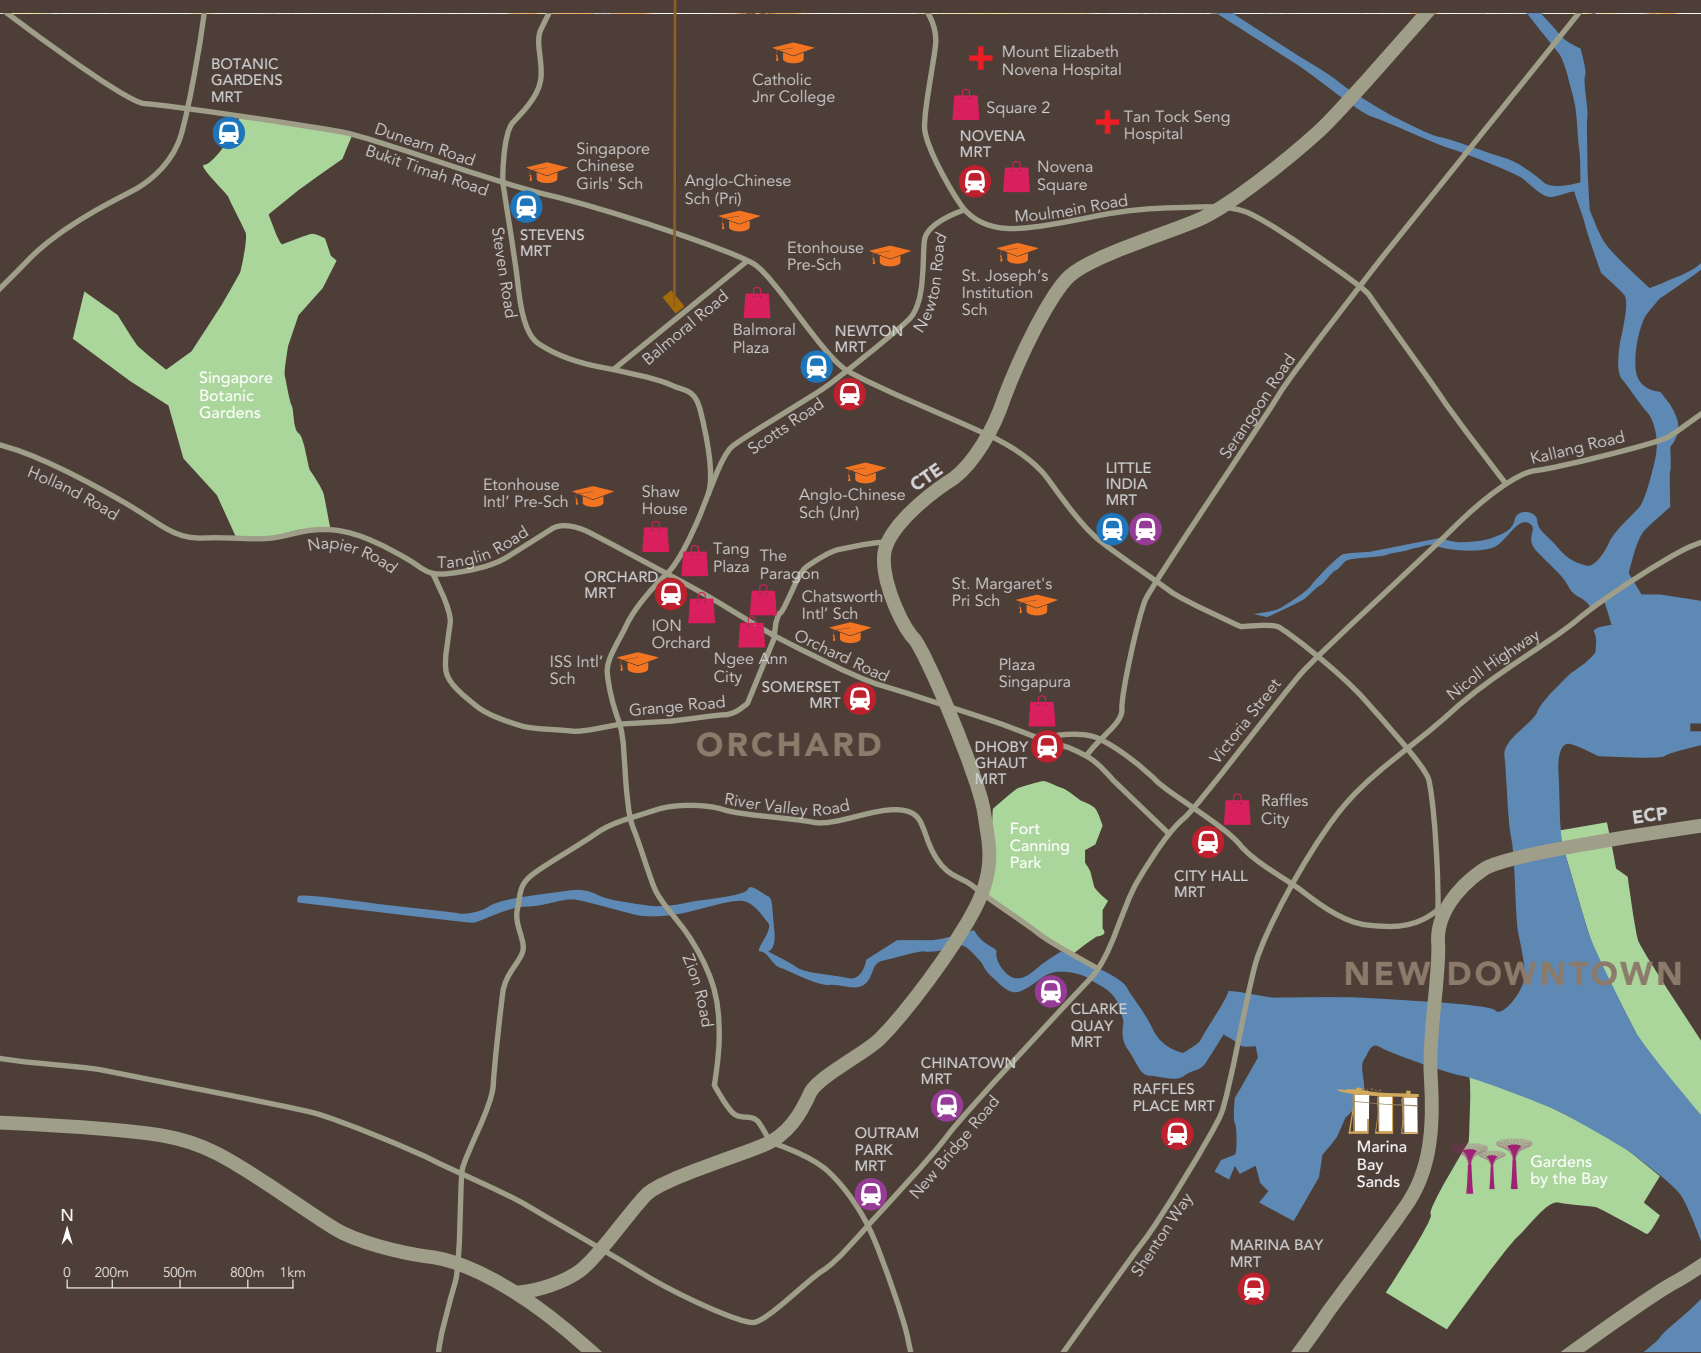 BOTANIC
GARDENS
MRT
Catholic
Jnr College
Mount Elizabeth
Novena Hospital
Square 2
Tan Tock Seng
Hospital
NOVENA
MRT
Novena
Square
Dunearn Road
Bukit Timah Road
Singapore
Chinese
Girls' Sch
Anglo-Chinese
Sch (Pri)
Moulmein Road
STEVENS
MRT
Steven Road
Etonhouse
Pre-Sch
Newton Road
St. Joseph's
Institution
Sch
Balmoral Road
Balmoral
Plaza
NEWTON
MRT
Singapore
Botanic
Gardens
Scotts Road
Serangoon Road
Kallang Road
Holland Road
CTE
LITTLE
INDIA
MRT
Etonhouse
Intl' Pre-Sch
Shaw
House
Anglo-Chinese
Sch (Jnr)
Napier Road
Tanglin Road
Tang
Plaza
The
Paragon
ORCHARD
MRT
Chatsworth
Intl' Sch
St. Margaret's
Pri Sch
ION
Orchard
Orchard Road
ISS Intl'
Sch
Ngee Ann
City
SOMERSET
MRT
Plaza
Singapura
Nicoll Highway
Grange Road
ORCHARD
DHOBY
GHAUT
MRT
Victoria Street
River Valley Road
Raffles
City
ECP
Fort
Canning
Park
CITY HALL
MRT
NEW DOWNTOWN
Zion Road
CLARKE
QUAY
MRT
CHINATOWN
MRT
RAFFLES
PLACE MRT
New Bridge Road
OUTRAM
PARK
MRT
Marina
Bay
Sands
Gardens
by the Bay
Shenton Way
MARINA BAY
MRT
N
0 200m 500m 800m 1km